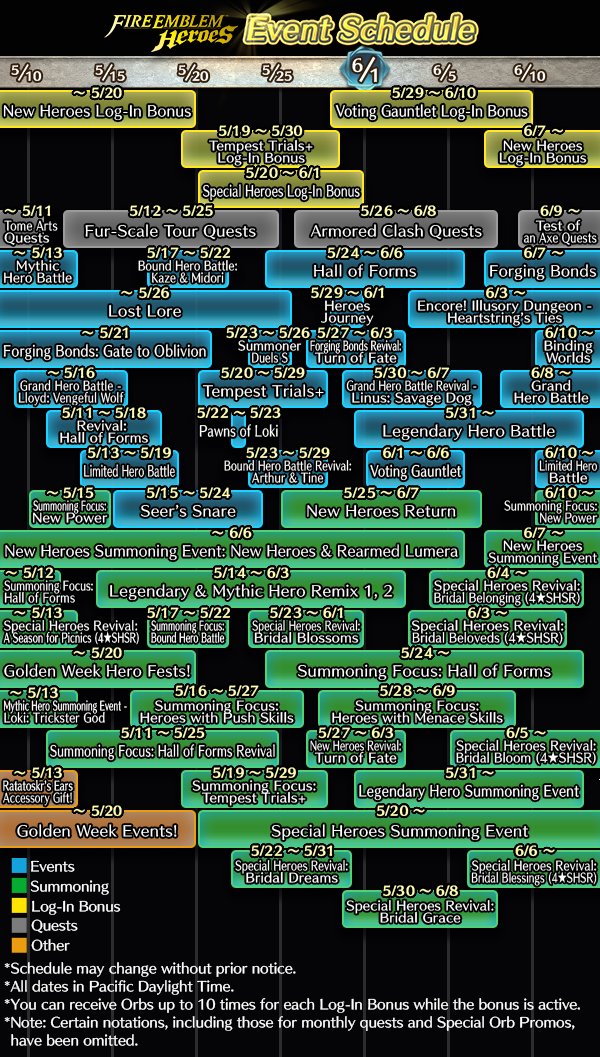 FIRE EMBLEM
Heroes
Event Schedule
5/10 5/15 5/20 5/25 6/1 6/5 6/10
~ 5/20
New Heroes Log-In Bonus
5/29 ~ 6/10
Voting Gauntlet Log-In Bonus
5/19 ~ 5/30
Tempest Trials+
Log-In Bonus
6/7 ~
New Heroes
Log-In Bonus
5/20 ~ 6/1
Special Heroes Log-In Bonus
~ 5/11
Tome Arts
Quests
5/12 ~ 5/25
Fur-Scale Tour Quests
5/26 ~ 6/8
Armored Clash Quests
6/9 ~
Test of
an Axe Quests
~ 5/13
Mythic
Hero Battle
5/17 ~ 5/22
Bound Hero Battle:
Kaze & Midori
5/24 ~ 6/6
Hall of Forms
6/7 ~
Forging Bonds
~ 5/26
Lost Lore
5/29 ~ 6/1
Heroes
Journey
6/3 ~
Encore! Illusory Dungeon -
Heartstring's Ties
~ 5/21
Forging Bonds: Gate to Oblivion
5/23 ~ 5/26
Summoner
Duels S
5/27 ~ 6/3
Forging Bonds Revival:
Turn of Fate
6/10 ~
Binding
Worlds
~ 5/16
Grand Hero Battle -
Lloyd: Vengeful Wolf
5/20 ~ 5/29
Tempest Trials+
5/30 ~ 6/7
Grand Hero Battle Revival -
Linus: Savage Dog
6/8 ~
Grand
Hero Battle
5/11 ~ 5/18
Revival:
Hall of Forms
5/22 ~ 5/23
Pawns of Loki
5/31 ~
Legendary Hero Battle
5/13 ~ 5/19
Limited Hero Battle
5/23 ~ 5/29
Bound Hero Battle Revival:
Arthur & Tine
6/1 ~ 6/6
Voting Gauntlet
6/10 ~
Limited Hero
Battle
~ 5/15
Summoning Focus:
New Power
5/15 ~ 5/24
Seer's Snare
5/25 ~ 6/7
New Heroes Return
6/10 ~
Summoning Focus:
New Power
~ 6/6
New Heroes Summoning Event: New Heroes & Rearmed Lumera
6/7 ~
New Heroes
Summoning Event
~ 5/12
Summoning Focus:
Hall of Forms
5/14 ~ 6/3
Legendary & Mythic Hero Remix 1, 2
6/4 ~
Special Heroes Revival:
Bridal Belonging (4★SHSR)
~ 5/13
Special Heroes Revival:
A Season for Picnics (4★SHSR)
5/17 ~ 5/22
Summoning Focus:
Bound Hero Battle
5/23 ~ 6/1
Special Heroes Revival:
Bridal Blossoms
6/3 ~
Special Heroes Revival:
Bridal Beloveds (4★SHSR)
~ 5/20
Golden Week Hero Fests!
5/24 ~
Summoning Focus: Hall of Forms
~ 5/13
Mythic Hero Summoning Event -
Loki: Trickster God
5/16 ~ 5/27
Summoning Focus:
Heroes with Push Skills
5/28 ~ 6/9
Summoning Focus:
Heroes with Menace Skills
5/11 ~ 5/25
Summoning Focus: Hall of Forms Revival
5/27 ~ 6/3
New Heroes Revival:
Turn of Fate
6/5 ~
Special Heroes Revival:
Bridal Bloom (4★SHSR)
~ 5/13
Ratatoskr's Ears
Accessory Gift!
5/19 ~ 5/29
Summoning Focus:
Tempest Trials+
5/31 ~
Legendary Hero Summoning Event
~ 5/20
Golden Week Events!
5/20 ~
Special Heroes Summoning Event
5/22 ~ 5/31
Special Heroes Revival:
Bridal Dreams
6/6 ~
Special Heroes Revival:
Bridal Blessings (4★SHSR)
5/30 ~ 6/8
Special Heroes Revival:
Bridal Grace
Events
Summoning
Log-In Bonus
Quests
Other
*Schedule may change without prior notice.
*All dates in Pacific Daylight Time.
*You can receive Orbs up to 10 times for each Log-In Bonus while the bonus is active.
*Note: Certain notations, including those for monthly quests and Special Orb Promos,
have been omitted.